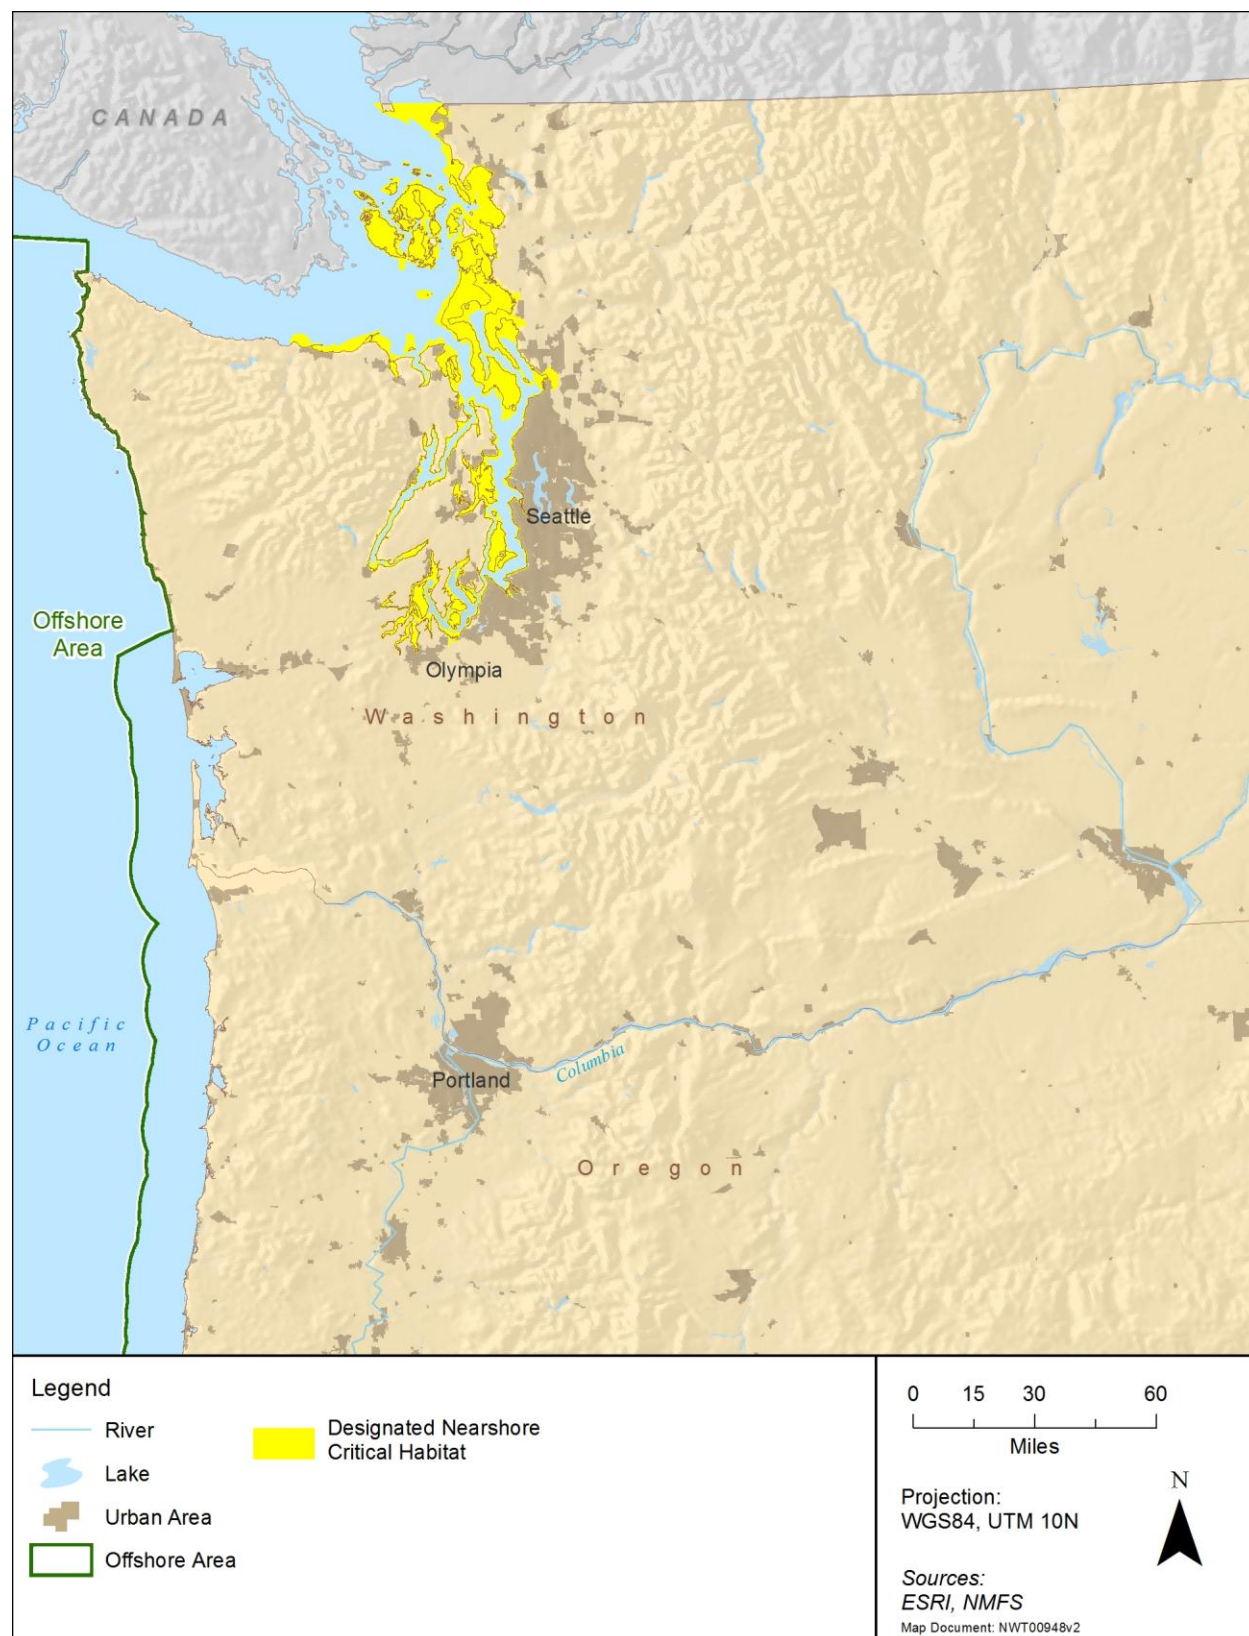 CANADA
Seattle
Offshore
Area
Olympia
Washington
Pacific
Ocean
Columbia
Portland
Oregon
Legend
River
Lake
Urban Area
Offshore Area
Designated Nearshore
Critical Habitat
0 15 30 60
Miles
N
Projection:
WGS84, UTM 10N
Sources:
ESRI, NMFS
Map Document: NWT00948v2